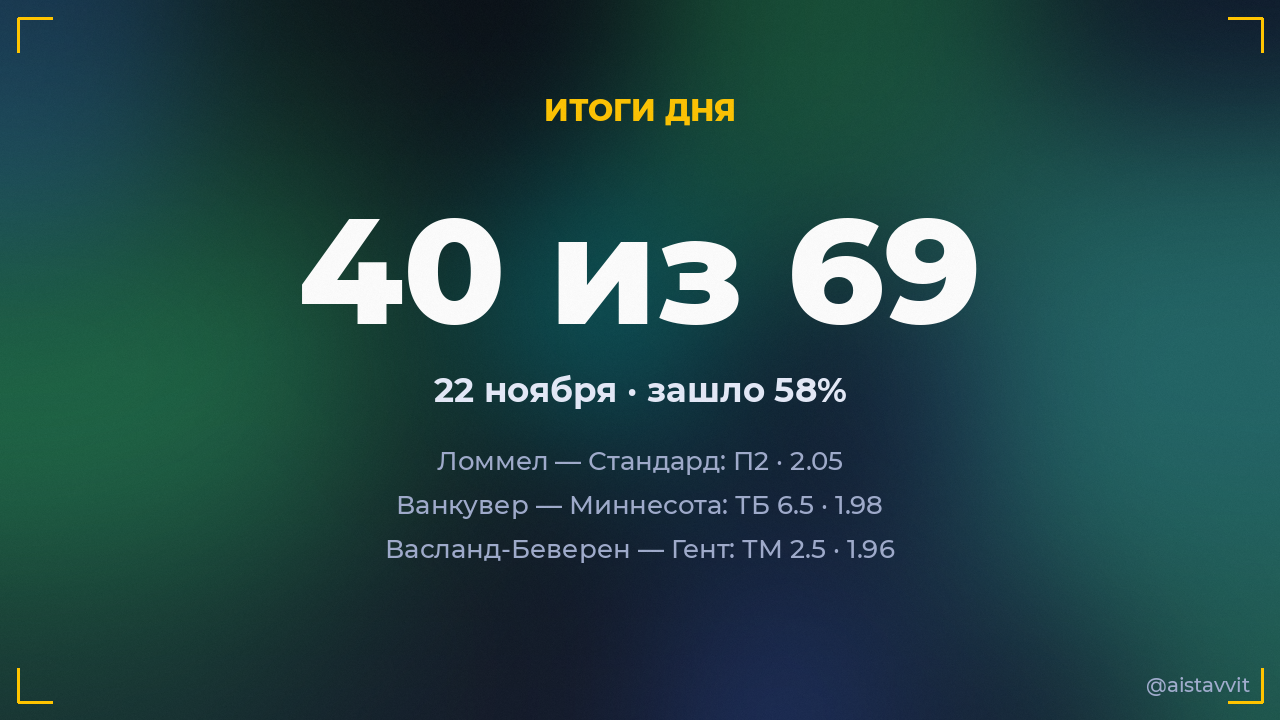 ИТОГИ ДНЯ
40 из 69
22 ноября · зашло 58%
Ломмел — Стандард: П2 · 2.05
Ванкувер — Миннесота: ТБ 6.5 · 1.98
Васланд-Беверен — Гент: ТМ 2.5 · 1.96
@aistavvit